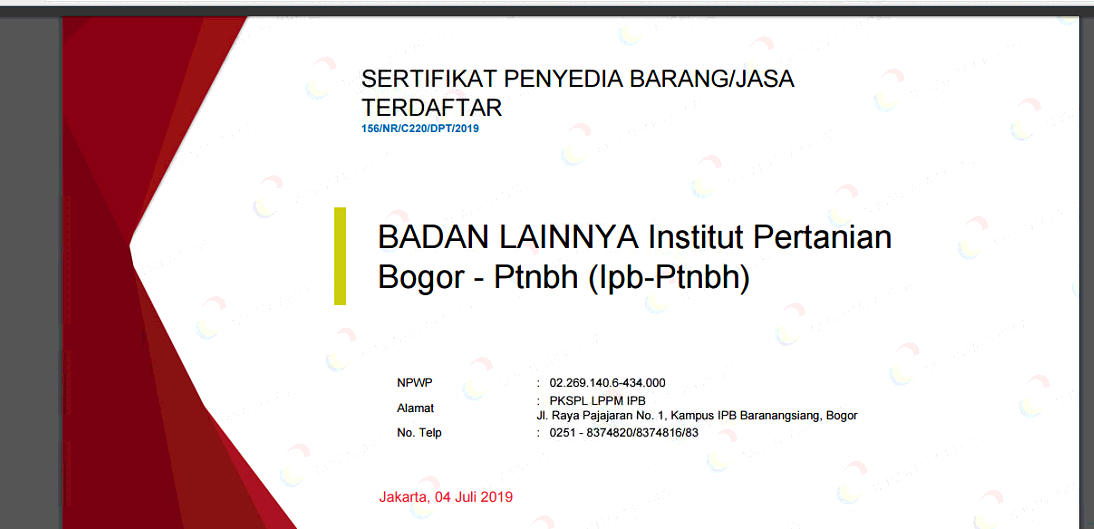 SERTIFIKAT PENYEDIA BARANG/JASA
TERDAFTAR
156/NR/C220/DPT/2019
BADAN LAINNYA Institut Pertanian
Bogor - Ptnbh (Ipb-Ptnbh)
NPWP : 02.269.140.6-434.000
Alamat : PKSPL LPPM IPB
Jl. Raya Pajajaran No. 1, Kampus IPB Baranangsiang, Bogor
No. Telp : 0251 - 8374820/8374816/83
Jakarta, 04 Juli 2019